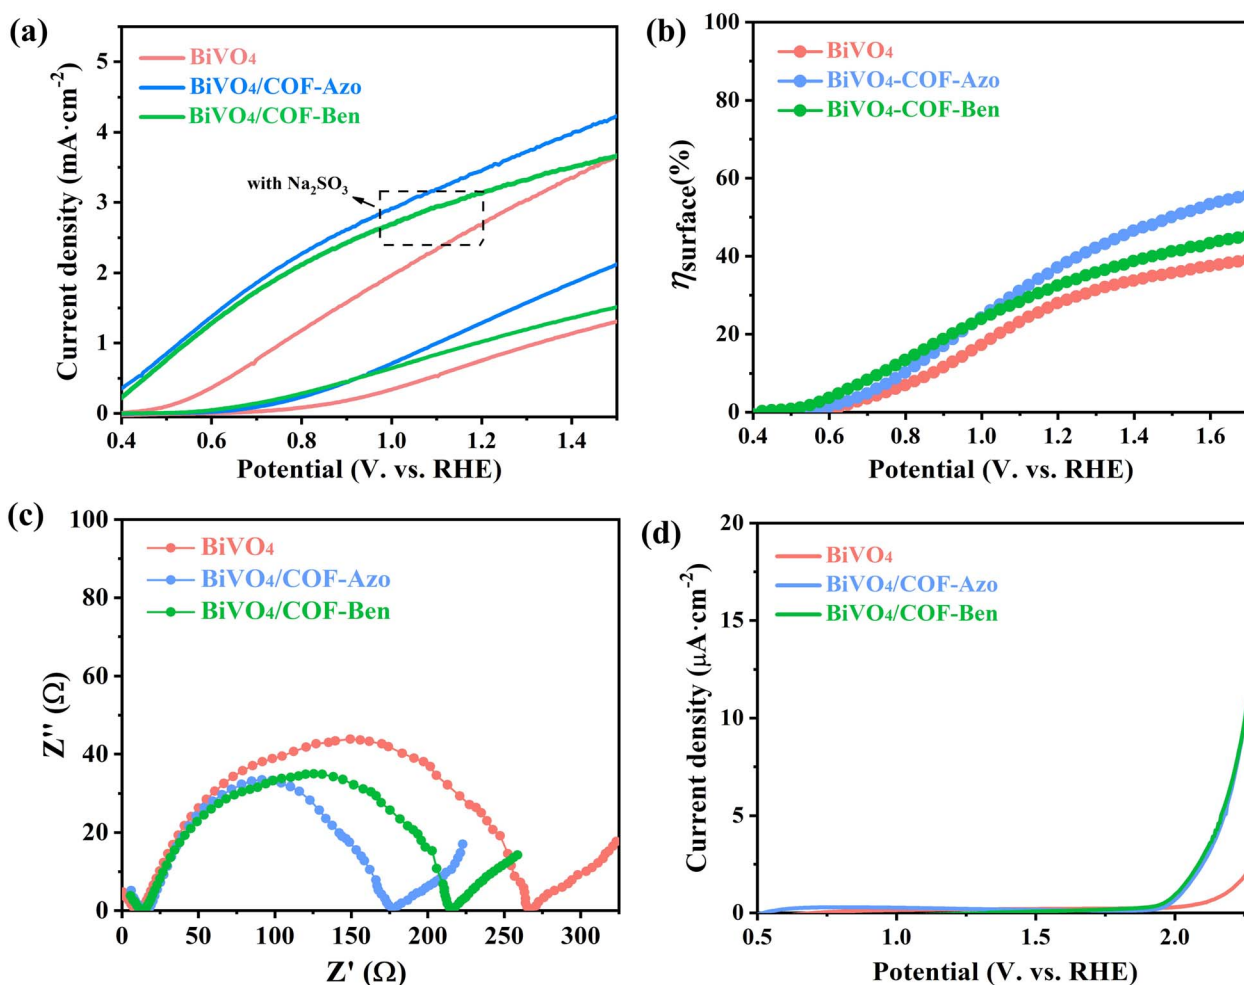 (a)
Current density (mA·cm⁻²)
5
4
3
2
1
0
BiVO₄
BiVO₄/COF-Azo
BiVO₄/COF-Ben
with Na₂SO₃
0.4 0.6 0.8 1.0 1.2 1.4
Potential (V. vs. RHE)
(b)
ηsurface(%)
100
80
60
40
20
0
BiVO₄
BiVO₄-COF-Azo
BiVO₄-COF-Ben
0.4 0.6 0.8 1.0 1.2 1.4 1.6
Potential (V. vs. RHE)
(c)
Z'' (Ω)
100
80
60
40
20
0
BiVO₄
BiVO₄/COF-Azo
BiVO₄/COF-Ben
0 50 100 150 200 250 300
Z' (Ω)
(d)
Current density (μA·cm⁻²)
20
15
10
5
0
BiVO₄
BiVO₄/COF-Azo
BiVO₄/COF-Ben
0.5 1.0 1.5 2.0
Potential (V. vs. RHE)